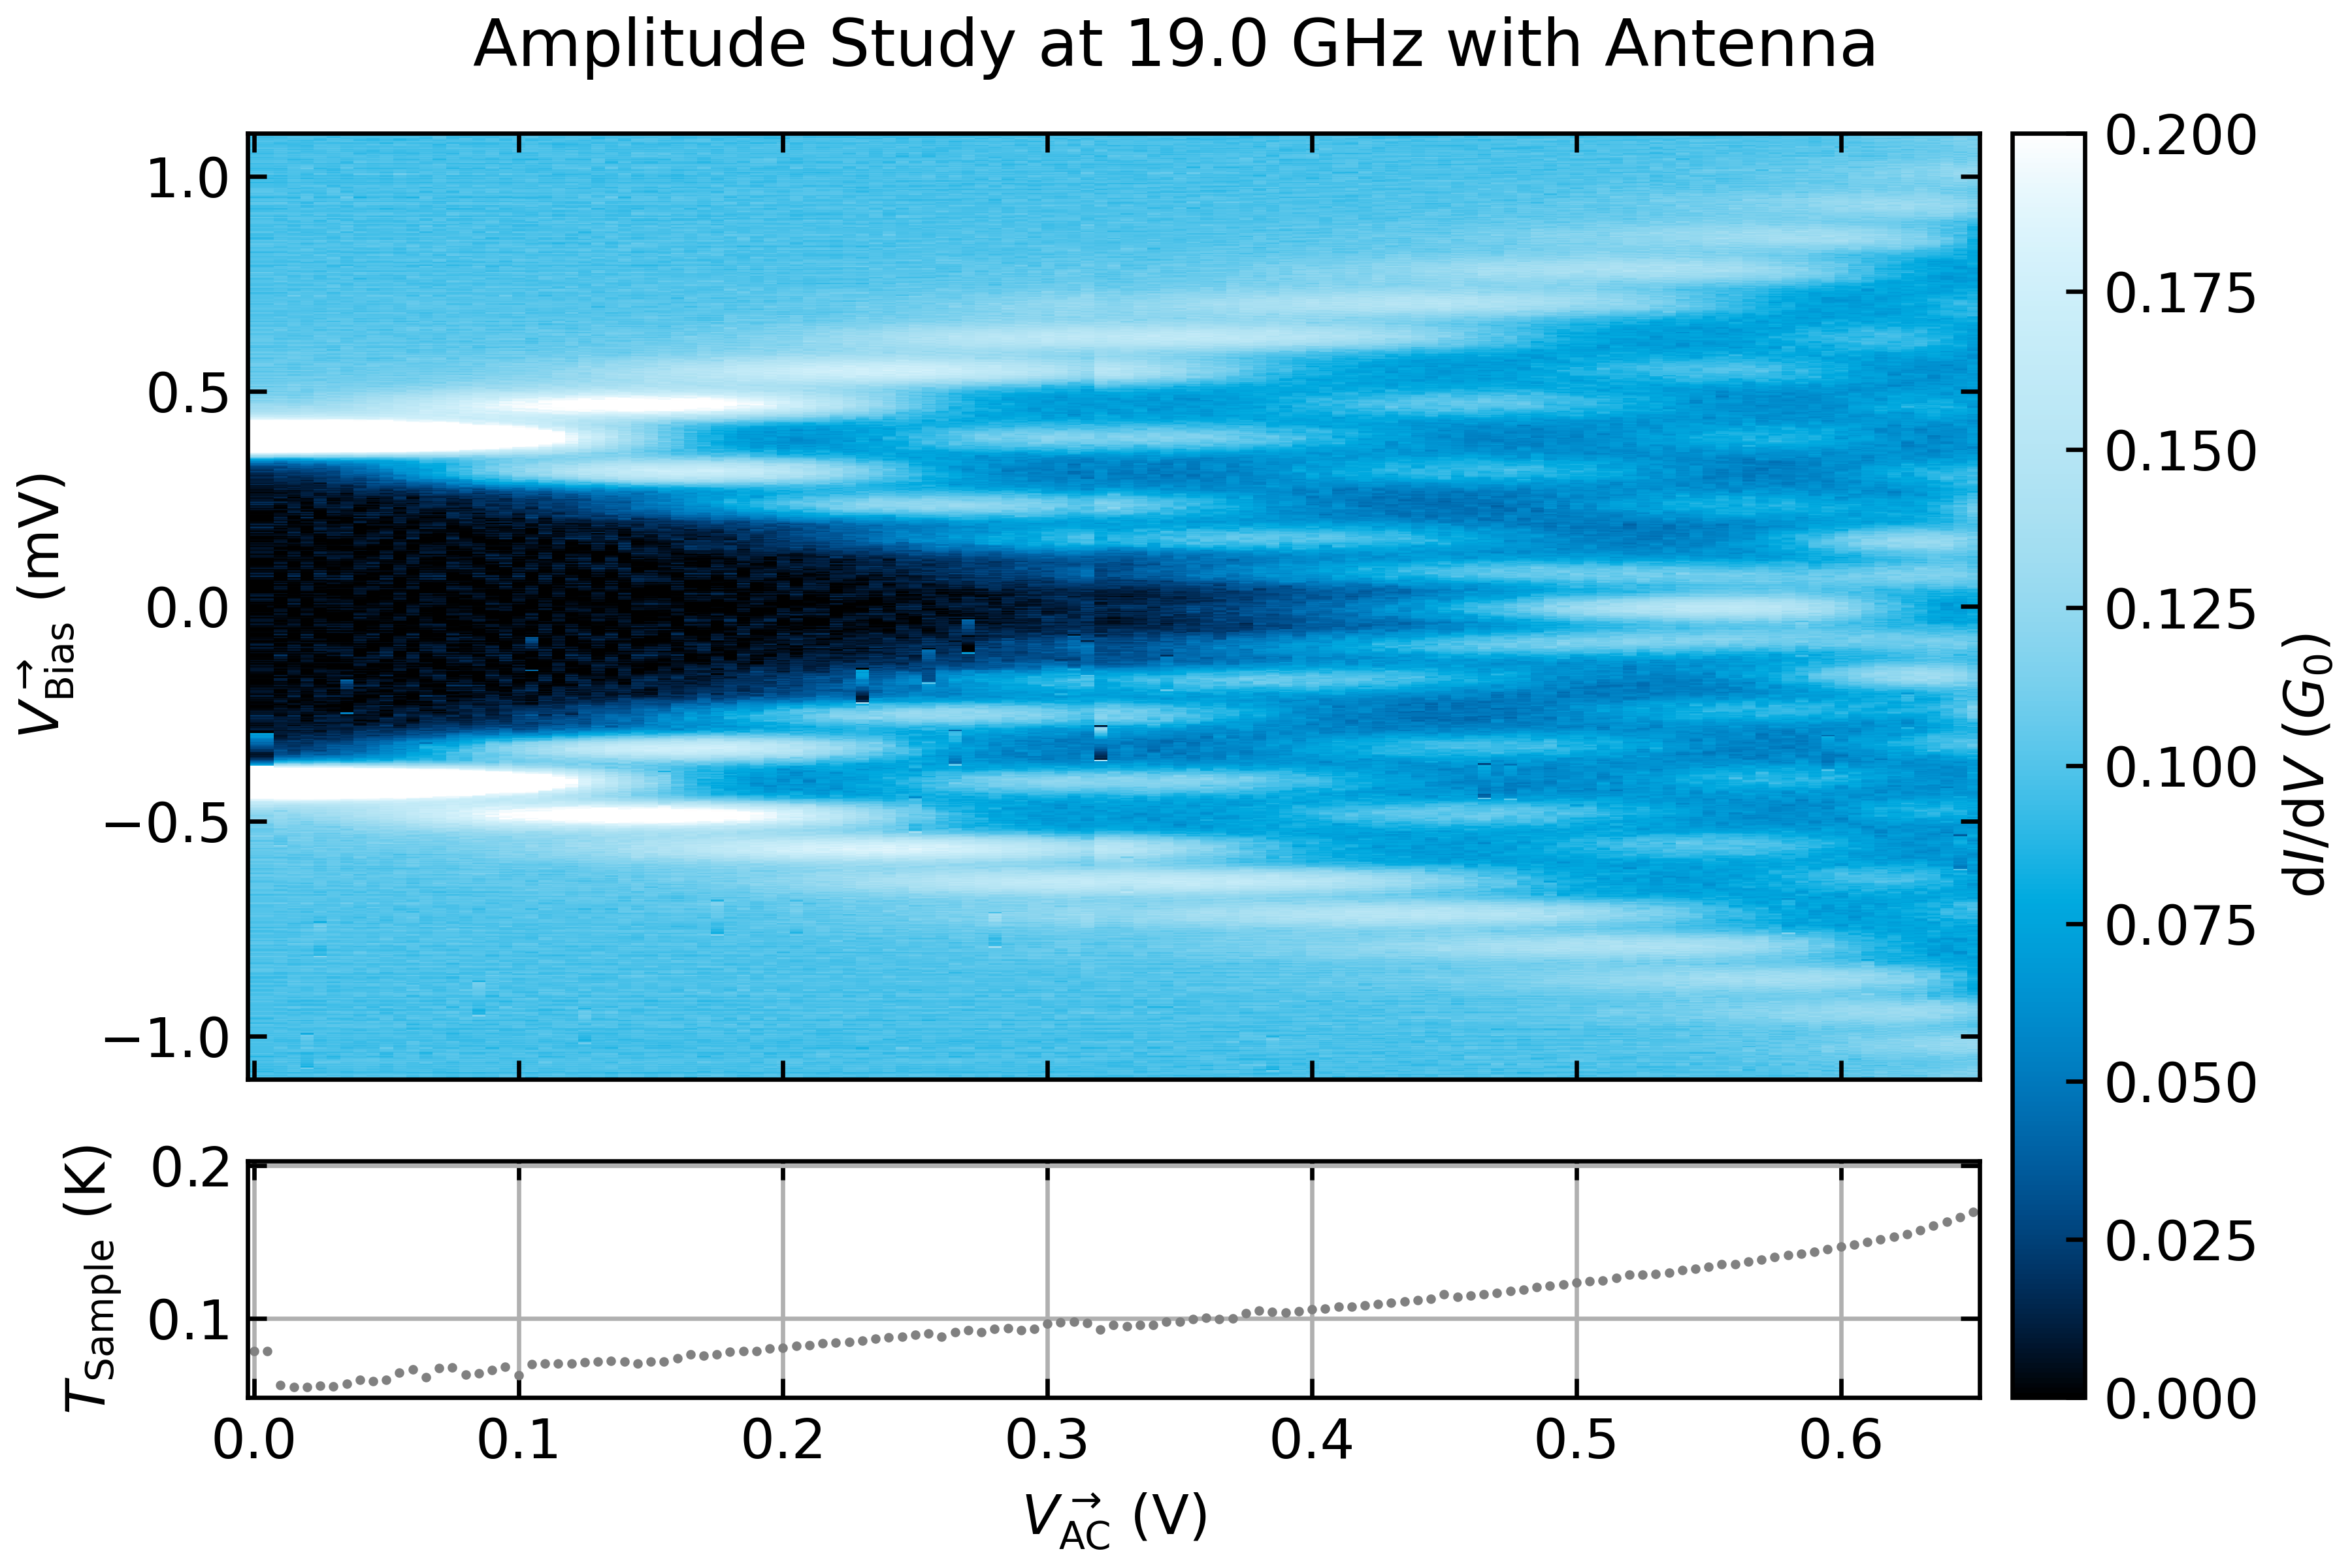 Amplitude Study at 19.0 GHz with Antenna
1.0
0.5
0.0
−0.5
−1.0
V→Bias (mV)
0.200
0.175
0.150
0.125
0.100
0.075
0.050
0.025
0.000
dI/dV (G0)
0.2
0.1
TSample (K)
0.0 0.1 0.2 0.3 0.4 0.5 0.6
V→AC (V)